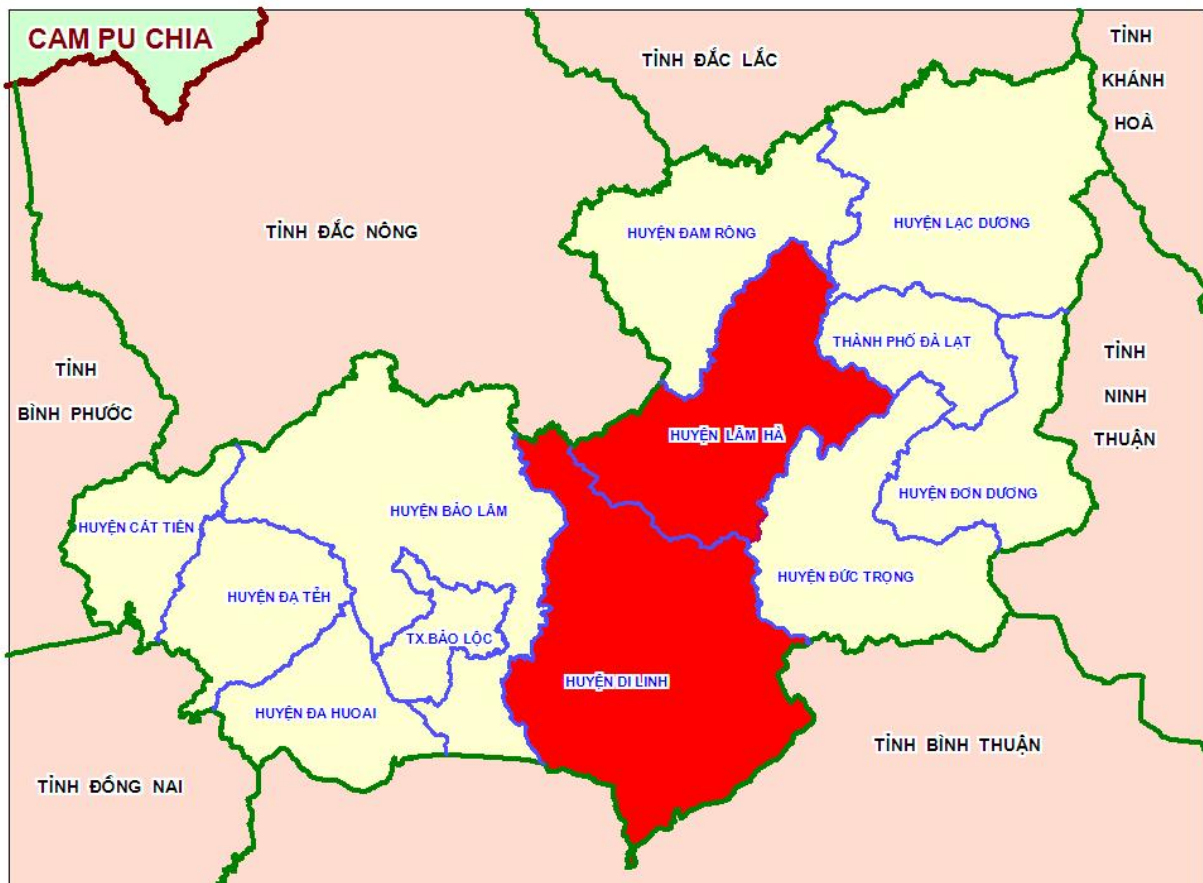 CAM PU CHIA
TỈNH ĐẮC LẮC
TỈNH
KHÁNH
HOÀ
TỈNH ĐẮC NÔNG
HUYỆN ĐAM RÔNG
HUYỆN LẠC DƯƠNG
THÀNH PHỐ ĐÀ LẠT
TỈNH
NINH
THUẬN
TỈNH
BÌNH PHƯỚC
HUYỆN LÂM HÀ
HUYỆN ĐƠN DƯƠNG
HUYỆN BẢO LÂM
HUYỆN CÁT TIÊN
HUYỆN ĐỨC TRỌNG
HUYỆN ĐẠ TẺH
TX.BẢO LỘC
HUYỆN DI LINH
HUYỆN ĐA HUOAI
TỈNH BÌNH THUẬN
TỈNH ĐỒNG NAI